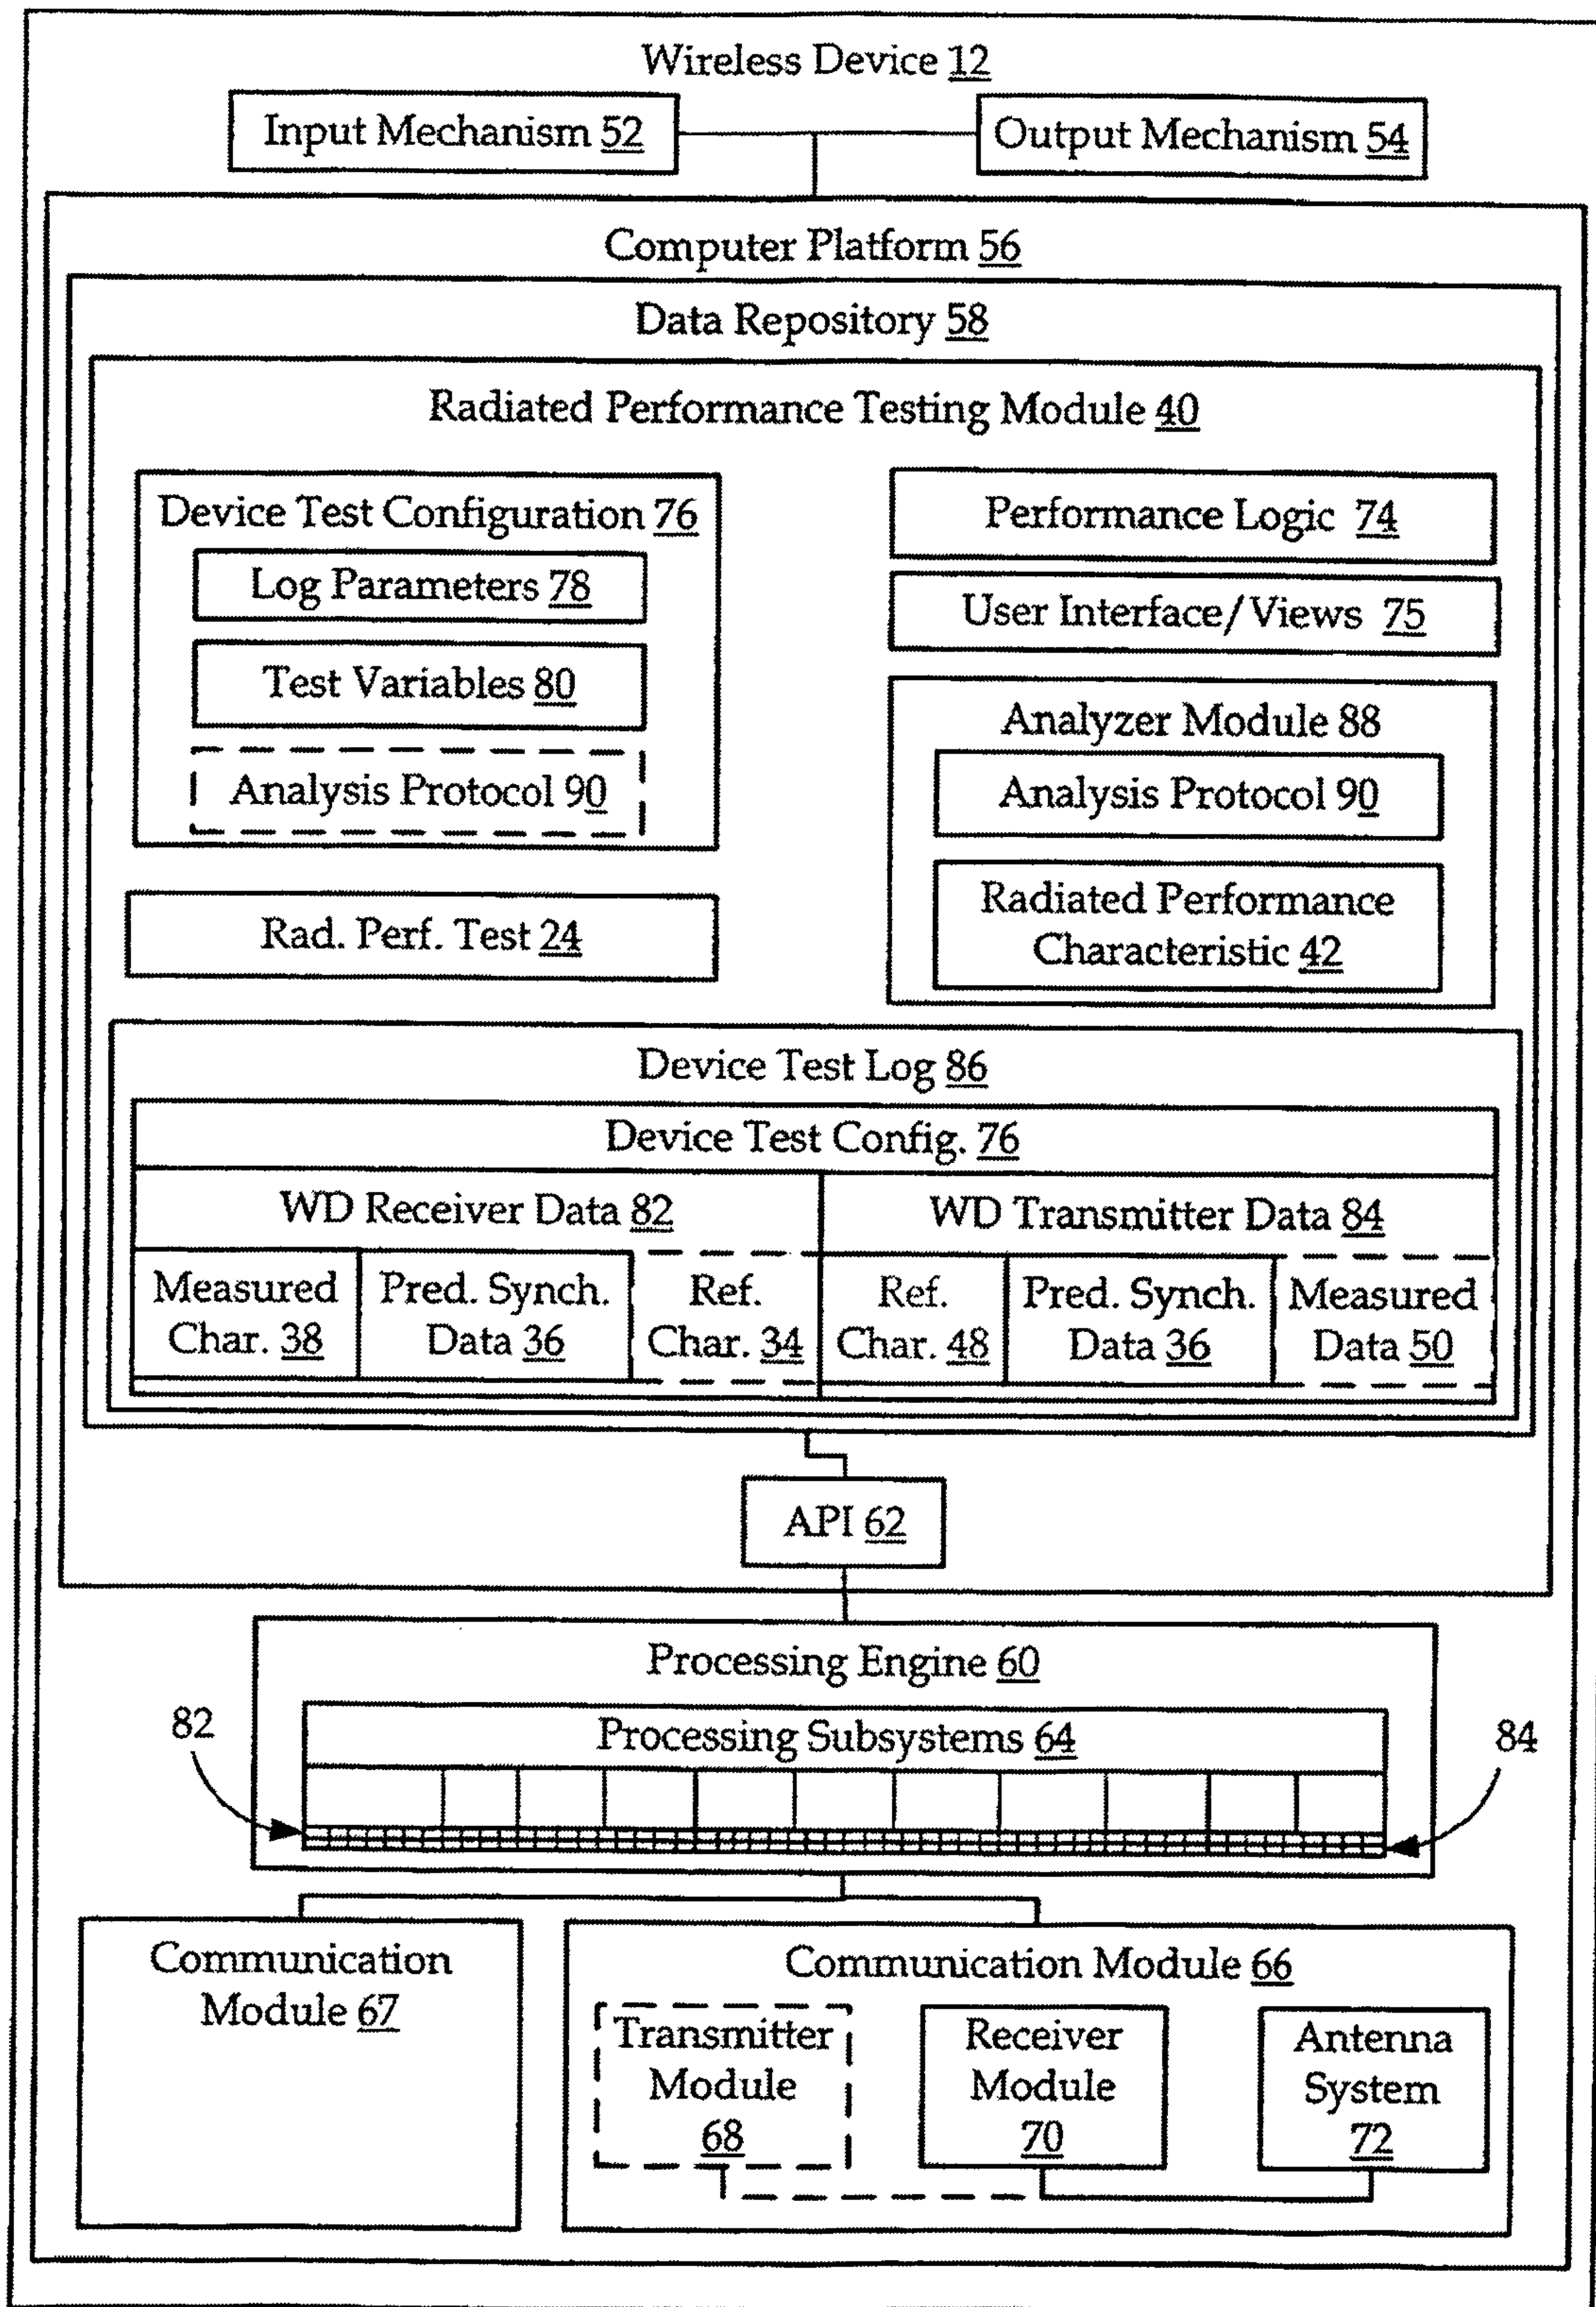 Wireless Device 12
Input Mechanism 52
Output Mechanism 54
Computer Platform 56
Data Repository 58
Radiated Performance Testing Module 40
Device Test Configuration 76
Log Parameters 78
Test Variables 80
Analysis Protocol 90
Rad. Perf. Test 24
Performance Logic 74
User Interface/Views 75
Analyzer Module 88
Analysis Protocol 90
Radiated Performance
Characteristic 42
Device Test Log 86
Device Test Config. 76
WD Receiver Data 82
WD Transmitter Data 84
Measured
Char. 38
Pred. Synch.
Data 36
Ref.
Char. 34
Ref.
Char. 48
Pred. Synch.
Data 36
Measured
Data 50
API 62
Processing Engine 60
Processing Subsystems 64
82
84
Communication
Module 67
Communication Module 66
Transmitter
Module
68
Receiver
Module
70
Antenna
System
72